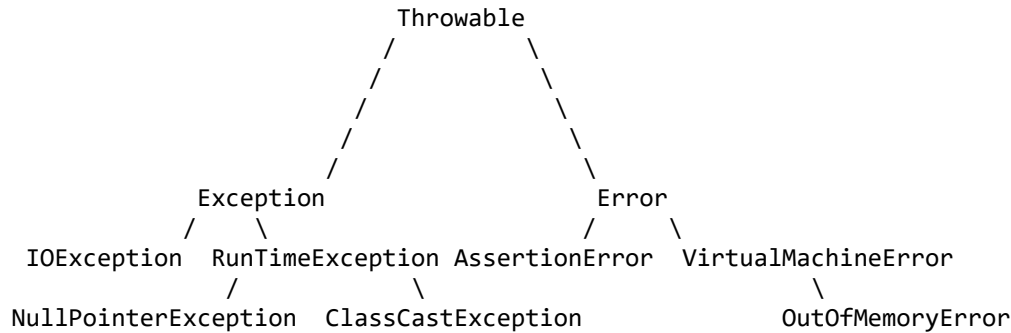 Throwable
Exception Error
IOException RunTimeException AssertionError VirtualMachineError
NullPointerException ClassCastException OutOfMemoryError